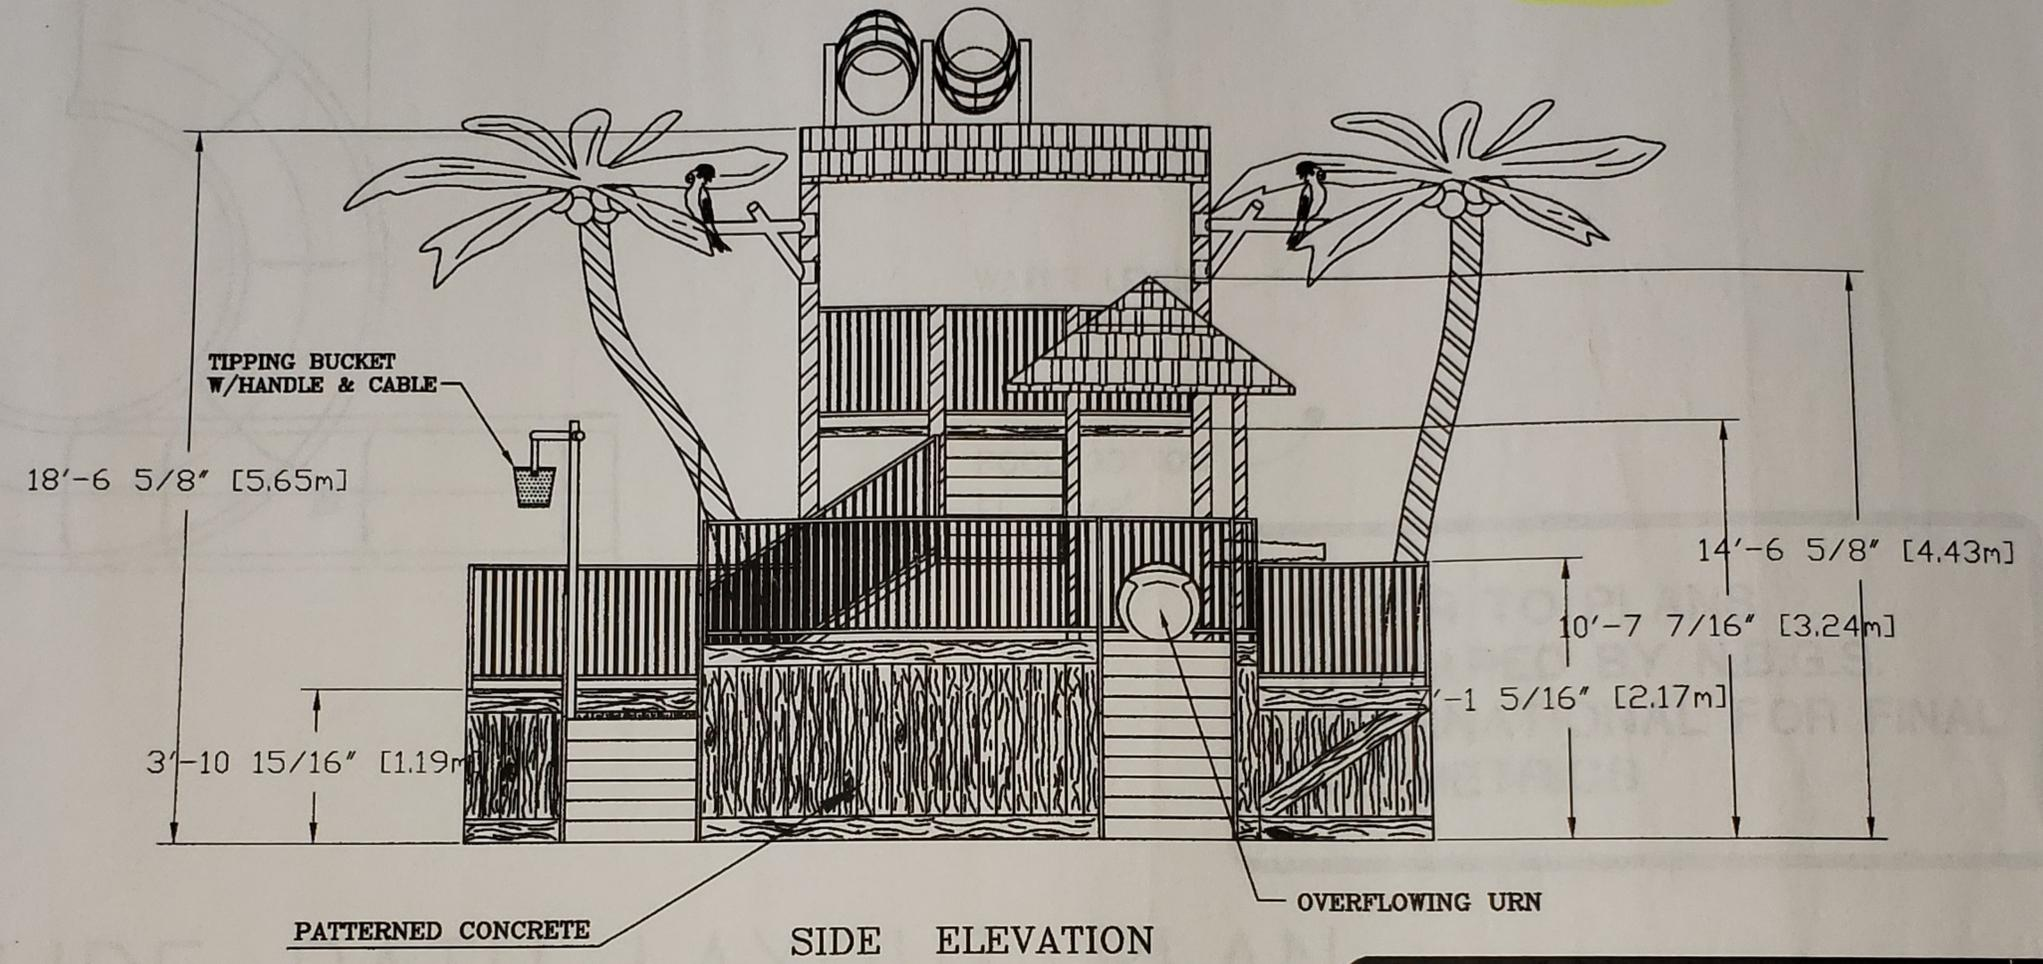 TIPPING BUCKET
W/HANDLE & CABLE
18'-6 5/8" [5.65m]
14'-6 5/8" [4.43m]
10'-7 7/16" [3.24m]
'-1 5/16" [2.17m]
3'-10 15/16" [1.19m
OVERFLOWING URN
PATTERNED CONCRETE
SIDE ELEVATION